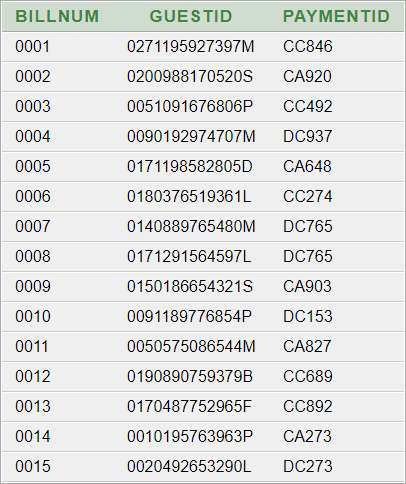 BILLNUM GUESTID PAYMENTID
0001 0271195927397M CC846
0002 0200988170520S CA920
0003 0051091676806P CC492
0004 0090192974707M DC937
0005 0171198582805D CA648
0006 0180376519361L CC274
0007 0140889765480M DC765
0008 0171291564597L DC765
0009 0150186654321S CA903
0010 0091189776854P DC153
0011 0050575086544M CA827
0012 0190890759379B CC689
0013 0170487752965F CC892
0014 0010195763963P CA273
0015 0020492653290L DC273